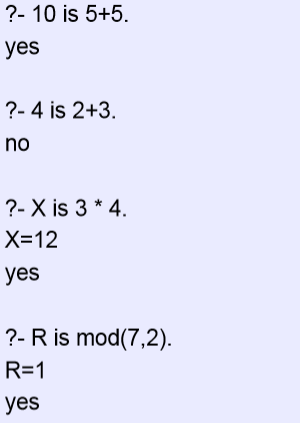 ?- 10 is 5+5.
yes
?- 4 is 2+3.
no
?- X is 3 * 4.
X=12
yes
?- R is mod(7,2).
R=1
yes